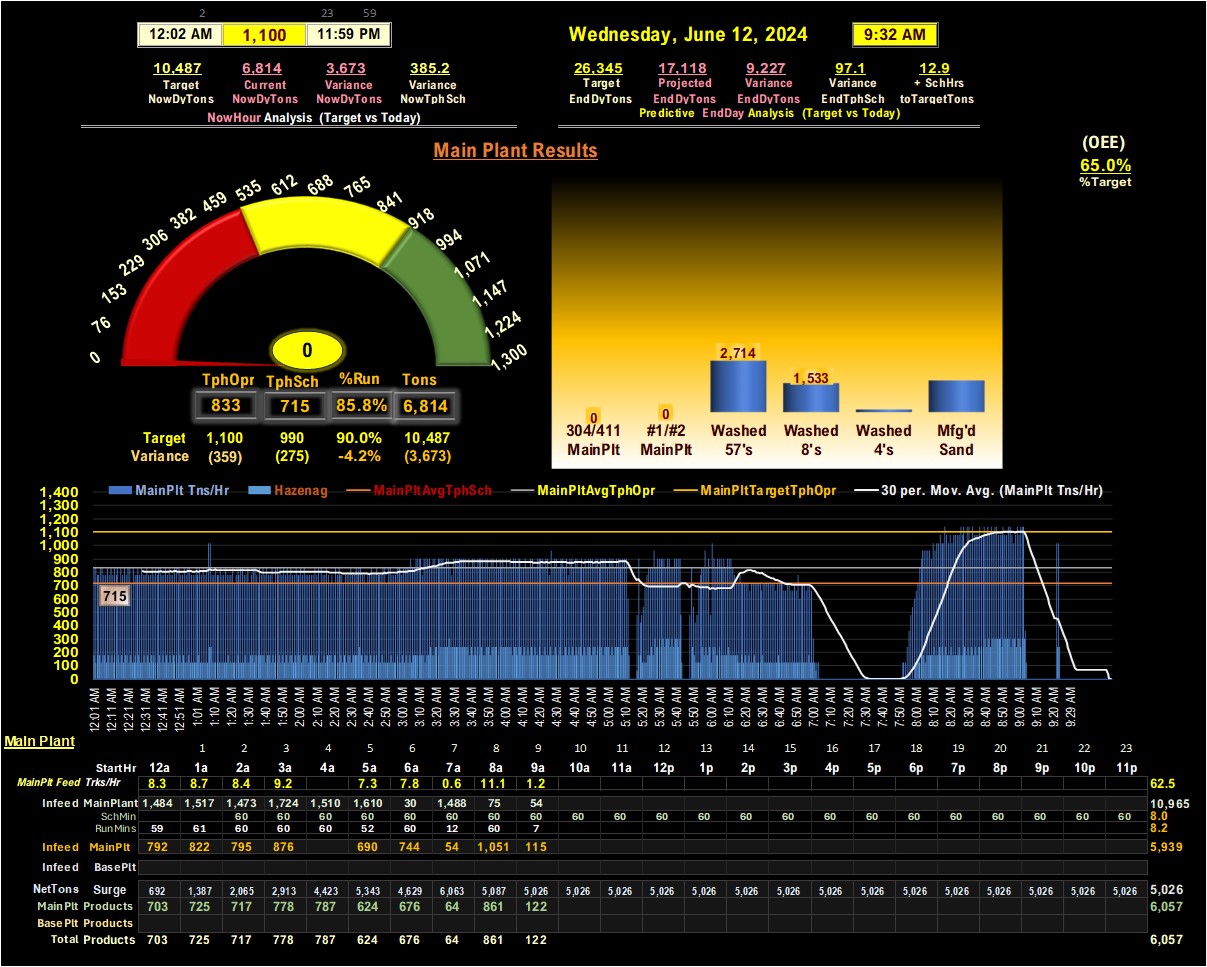 2 23 59
12:02 AM 1,100 11:59 PM
Wednesday, June 12, 2024 9:32 AM
10,487 6,814 3,673 385.2
Target Current Variance Variance
NowDyTons NowDyTons NowDyTons NowTphSch
NowHour Analysis (Target vs Today)
26,345 17,118 9,227 97.1 12.9
Target Projected Variance Variance + SchHrs
EndDyTons EndDyTons EndDyTons EndTphSch toTargetTons
Predictive EndDay Analysis (Target vs Today)
Main Plant Results
(OEE)
65.0%
%Target
0 76 153 229 306 382 459 535 612 688 765 841 918 994 1,071 1,147 1,224 1,300
0
TphOpr TphSch %Run Tons
833 715 85.8% 6,814
Target 1,100 990 90.0% 10,487
Variance (359) (275) -4.2% (3,673)
0 0 2,714 1,533
304/411 #1/#2 Washed Washed Washed Mfg'd
MainPlt MainPlt 57's 8's 4's Sand
MainPlt Tns/Hr Hazenag MainPltAvgTphSch MainPltAvgTphOpr MainPltTargetTphOpr 30 per. Mov. Avg. (MainPlt Tns/Hr)
1,400
1,300
1,200
1,100
1,000
900
800
700
600
500
400
300
200
100
0
715
12:01 AM 12:11 AM 12:21 AM 12:31 AM 12:41 AM 12:51 AM 1:01 AM 1:10 AM 1:20 AM 1:30 AM 1:40 AM 1:50 AM 2:00 AM 2:10 AM 2:20 AM 2:30 AM 2:40 AM 2:50 AM 3:00 AM 3:10 AM 3:20 AM 3:30 AM 3:40 AM 3:50 AM 4:00 AM 4:10 AM 4:20 AM 4:30 AM 4:40 AM 4:50 AM 5:00 AM 5:10 AM 5:20 AM 5:30 AM 5:40 AM 5:50 AM 6:00 AM 6:10 AM 6:20 AM 6:30 AM 6:40 AM 6:50 AM 7:00 AM 7:10 AM 7:20 AM 7:30 AM 7:40 AM 7:50 AM 8:00 AM 8:10 AM 8:20 AM 8:30 AM 8:40 AM 8:50 AM 9:00 AM 9:10 AM 9:20 AM 9:29 AM
Main Plant
1 2 3 4 5 6 7 8 9 10 11 12 13 14 15 16 17 18 19 20 21 22 23
StartHr 12a 1a 2a 3a 4a 5a 6a 7a 8a 9a 10a 11a 12p 1p 2p 3p 4p 5p 6p 7p 8p 9p 10p 11p
MainPlt Feed Trks/Hr 8.3 8.7 8.4 9.2 7.3 7.8 0.6 11.1 1.2 62.5
Infeed MainPlant 1,484 1,517 1,473 1,724 1,510 1,610 30 1,488 75 54 10,965
SchMin 60 60 60 60 60 60 60 60 60 60 60 60 60 60 60 60 60 60 60 60 60 60 8.0
RunMins 59 61 60 60 60 52 60 12 60 7 8.2
Infeed MainPlt 792 822 795 876 690 744 54 1,051 115 5,939
Infeed BasePlt
NetTons Surge 692 1,387 2,065 2,913 4,423 5,343 4,629 6,063 5,087 5,026 5,026 5,026 5,026 5,026 5,026 5,026 5,026 5,026 5,026 5,026 5,026 5,026 5,026 5,026 5,026
MainPlt Products 703 725 717 778 787 624 676 64 861 122 6,057
BasePlt Products
Total Products 703 725 717 778 787 624 676 64 861 122 6,057